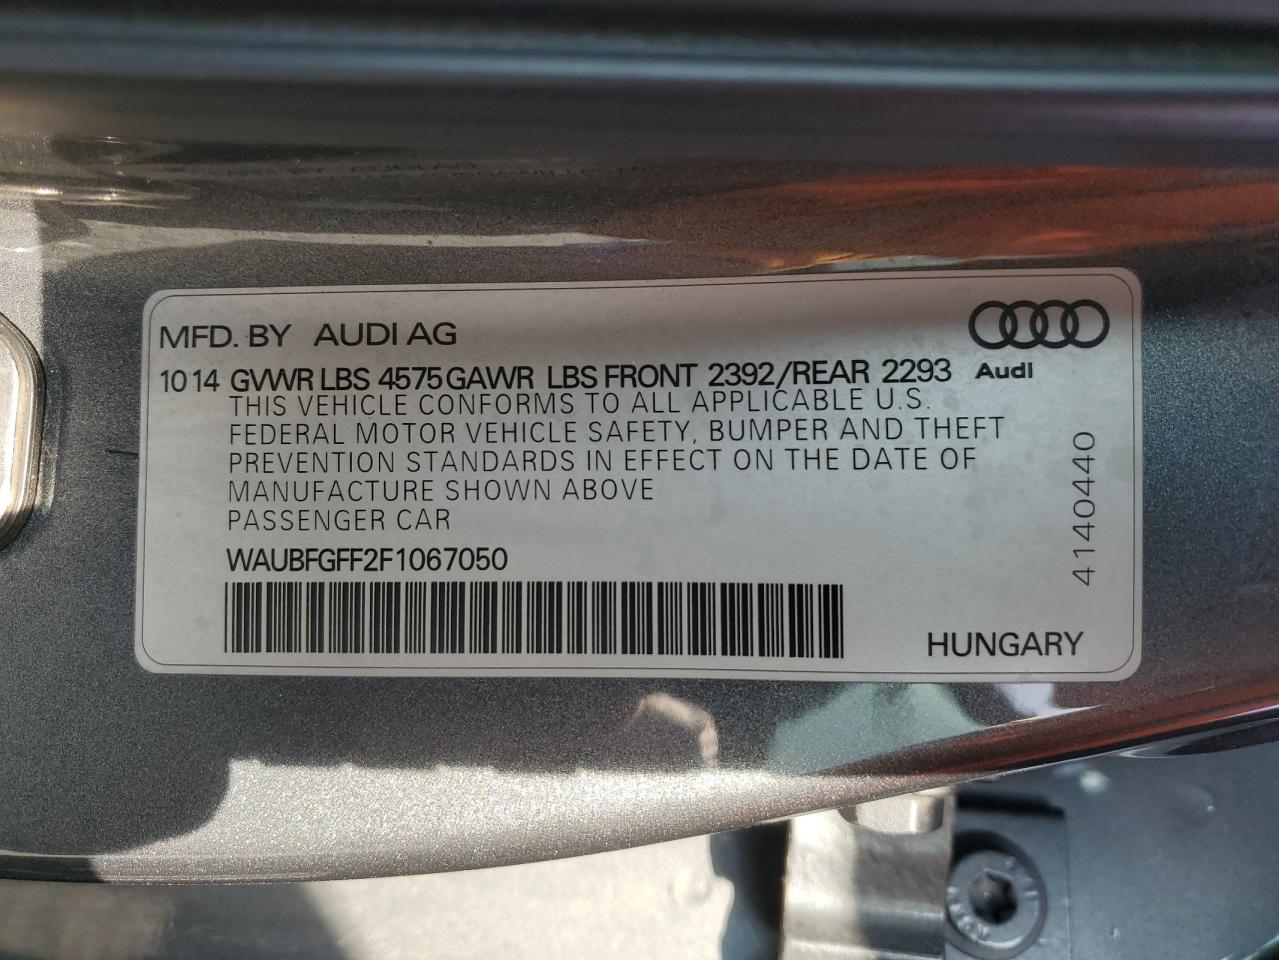 MFD. BY AUDI AG
10 14 GVWR LBS 4575 GAWR LBS FRONT 2392/REAR 2293 Audi
THIS VEHICLE CONFORMS TO ALL APPLICABLE U.S.
FEDERAL MOTOR VEHICLE SAFETY, BUMPER AND THEFT
PREVENTION STANDARDS IN EFFECT ON THE DATE OF
MANUFACTURE SHOWN ABOVE
PASSENGER CAR
WAUBFGFF2F1067050
HUNGARY
4140440